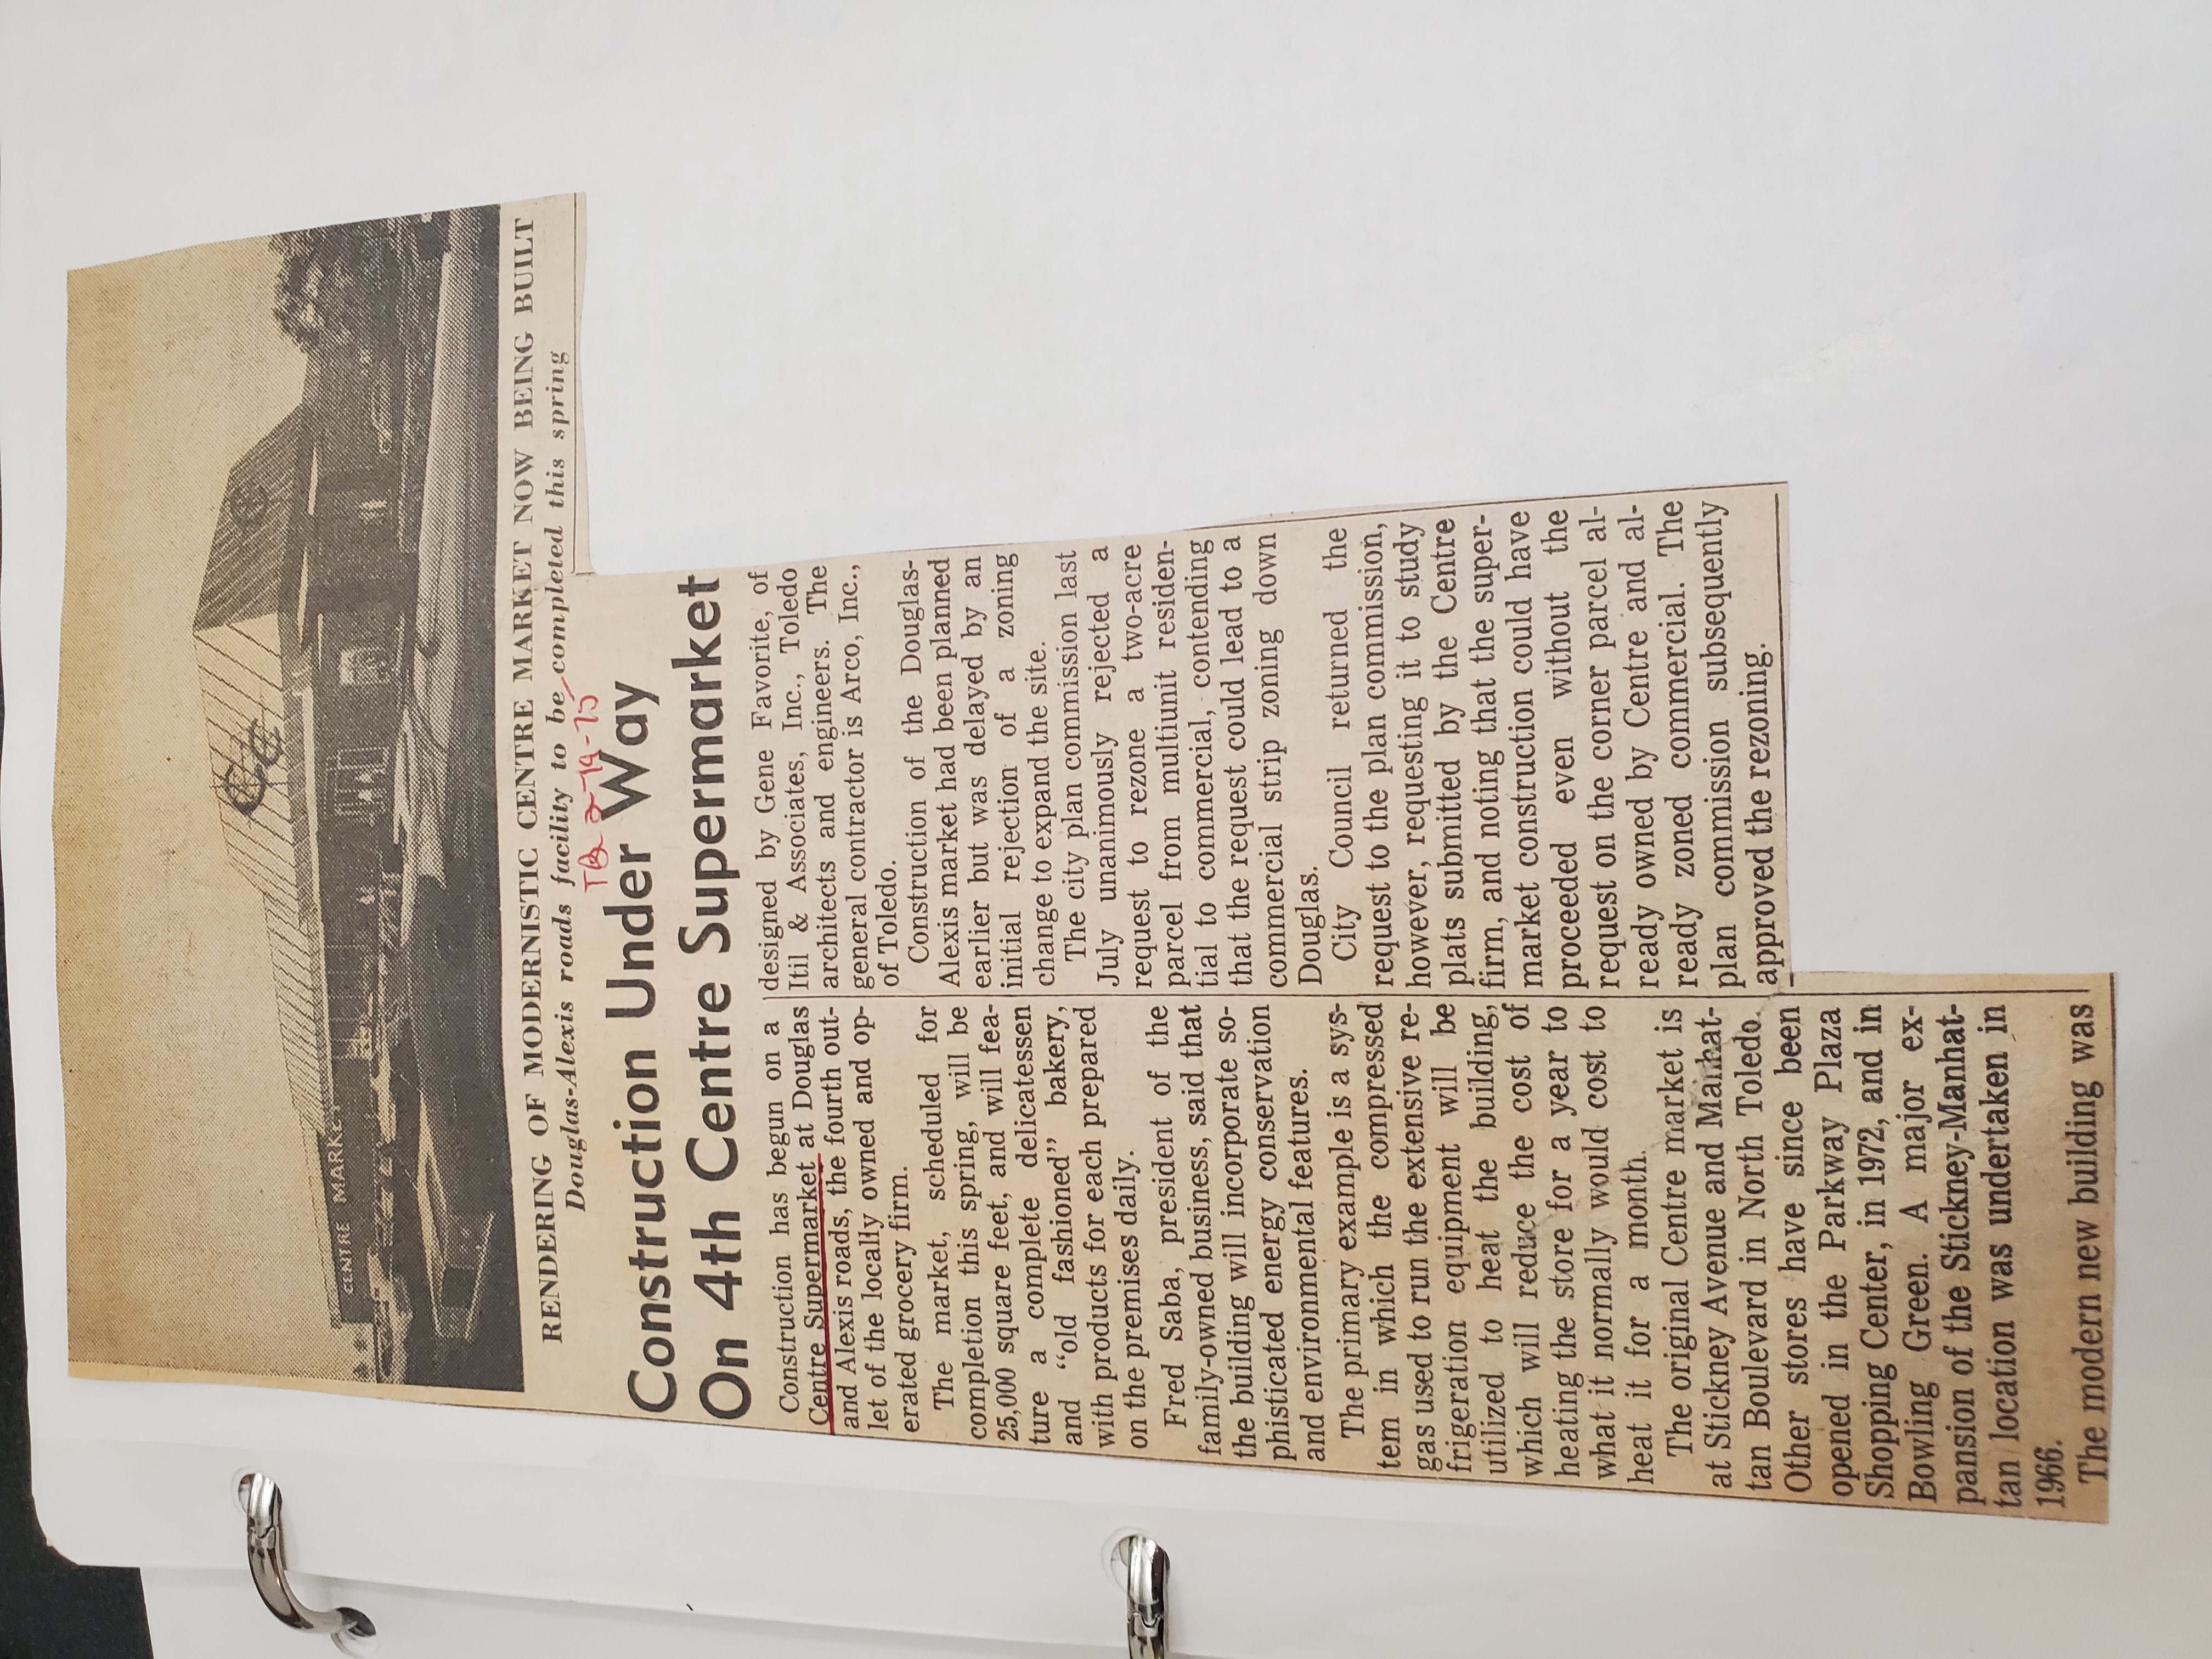 CENTRE MARKET
RENDERING OF MODERNISTIC CENTRE MARKET NOW BEING BUILT
Douglas-Alexis roads facility to be completed this spring
TB 2-14-75
Construction Under Way
On 4th Centre Supermarket
Construction has begun on a
Centre Supermarket at Douglas
and Alexis roads, the fourth out-
let of the locally owned and op-
erated grocery firm.
The market, scheduled for
completion this spring, will be
25,000 square feet, and will fea-
ture a complete delicatessen
and “old fashioned” bakery,
with products for each prepared
on the premises daily.
Fred Saba, president of the
family-owned business, said that
the building will incorporate so-
phisticated energy conservation
and environmental features.
The primary example is a sys-
tem in which the compressed
gas used to run the extensive re-
frigeration equipment will be
utilized to heat the building,
which will reduce the cost of
heating the store for a year to
what it normally would cost to
heat it for a month.
The original Centre market is
at Stickney Avenue and Manhat-
tan Boulevard in North Toledo.
Other stores have since been
opened in the Parkway Plaza
Shopping Center, in 1972, and in
Bowling Green. A major ex-
pansion of the Stickney-Manhat-
tan location was undertaken in
1966.
The modern new building was
designed by Gene Favorite, of
Itil & Associates, Inc., Toledo
architects and engineers. The
general contractor is Arco, Inc.,
of Toledo.
Construction of the Douglas-
Alexis market had been planned
earlier but was delayed by an
initial rejection of a zoning
change to expand the site.
The city plan commission last
July unanimously rejected a
request to rezone a two-acre
parcel from multiunit residen-
tial to commercial, contending
that the request could lead to a
commercial strip zoning down
Douglas.
City Council returned the
request to the plan commission,
however, requesting it to study
plats submitted by the Centre
firm, and noting that the super-
market construction could have
proceeded even without the
request on the corner parcel al-
ready owned by Centre and al-
ready zoned commercial. The
plan commission subsequently
approved the rezoning.